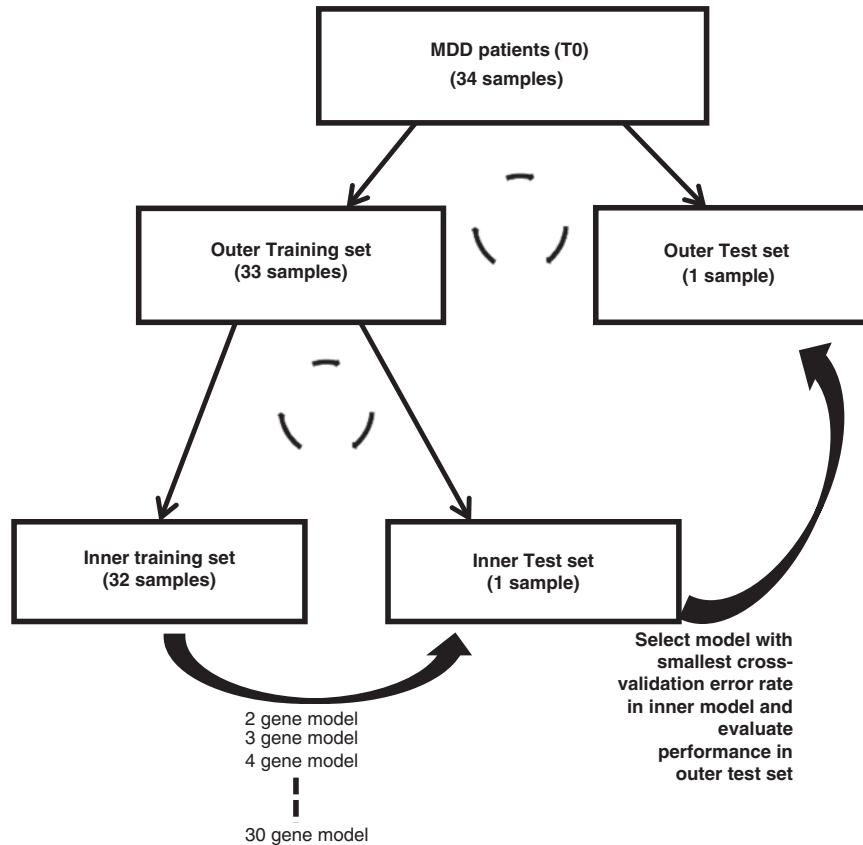 MDD patients (T0)
(34 samples)
Outer Training set
(33 samples)
Outer Test set
(1 sample)
Inner training set
(32 samples)
Inner Test set
(1 sample)
Select model with
smallest cross-
validation error rate
in inner model and
evaluate
performance in
outer test set
2 gene model
3 gene model
4 gene model
30 gene model